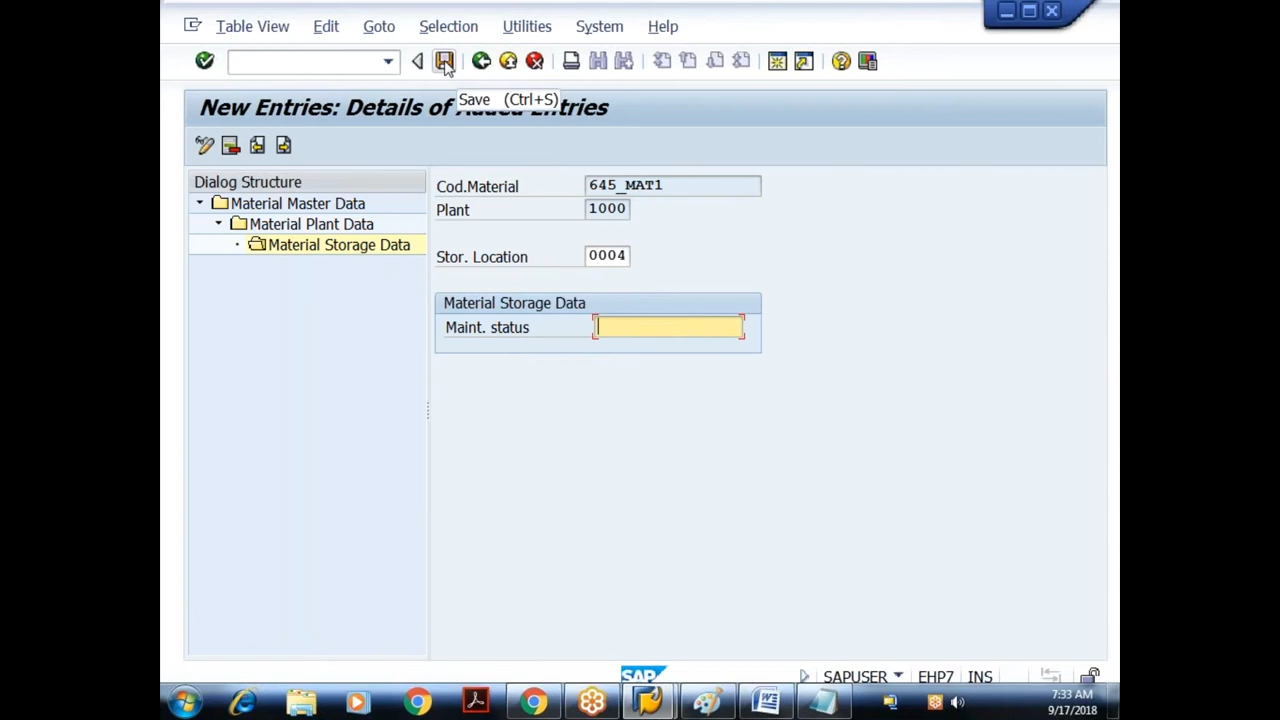 Table View Edit Goto Selection Utilities System Help
Save (Ctrl+S)
New Entries: Details of Added Entries
Dialog Structure
Material Master Data
Material Plant Data
Material Storage Data
Cod.Material 645_MAT1
Plant 1000
Stor. Location 0004
Material Storage Data
Maint. status
SAP
SAPUSER EHP7 INS
7:33 AM
9/17/2018